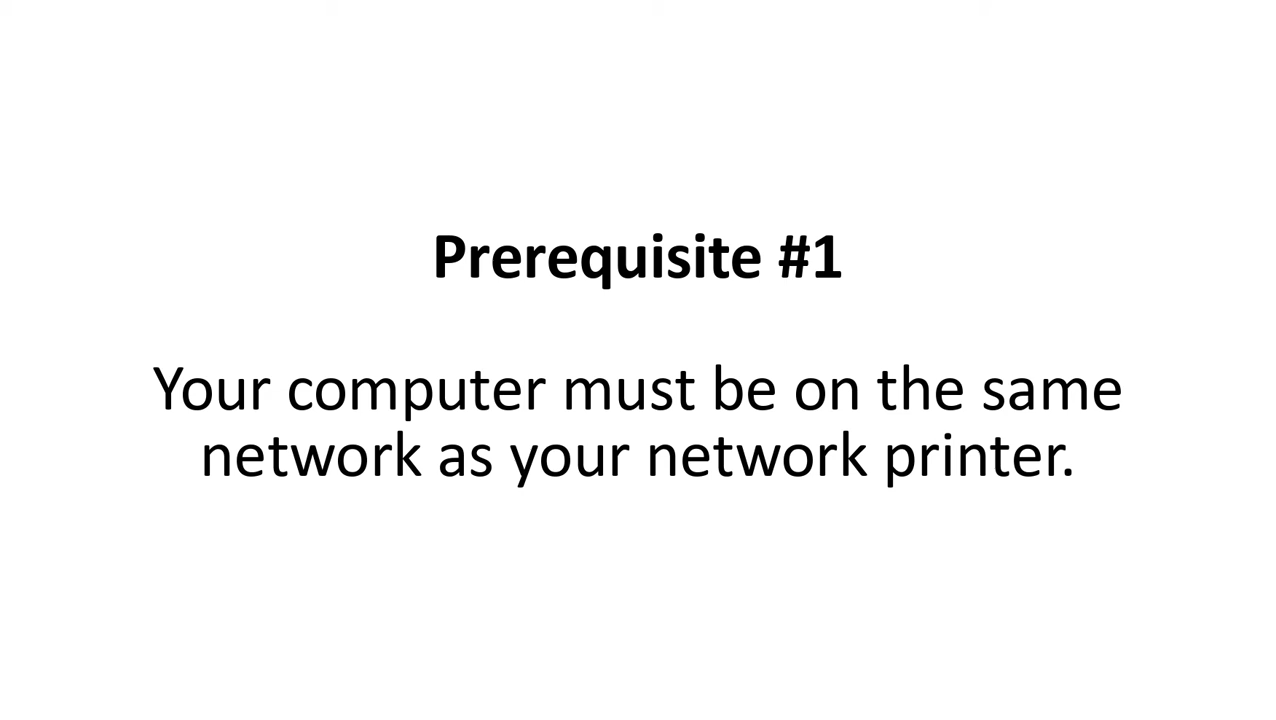 Prerequisite #1
Your computer must be on the same
network as your network printer.